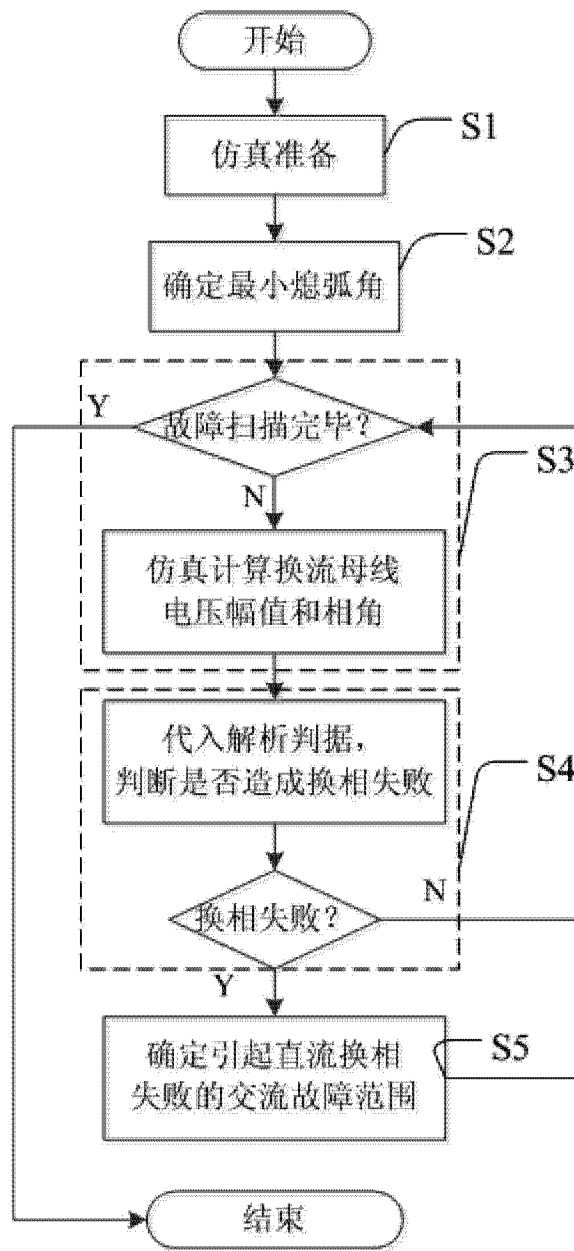 开始
仿真准备
S1
确定最小熄弧角
S2
Y
故障扫描完毕？
N
S3
仿真计算换流母线
电压幅值和相角
代入解析判据，
判断是否造成换相失败
S4
换相失败？
N
Y
确定引起直流换相
失败的交流故障范围
S5
结束